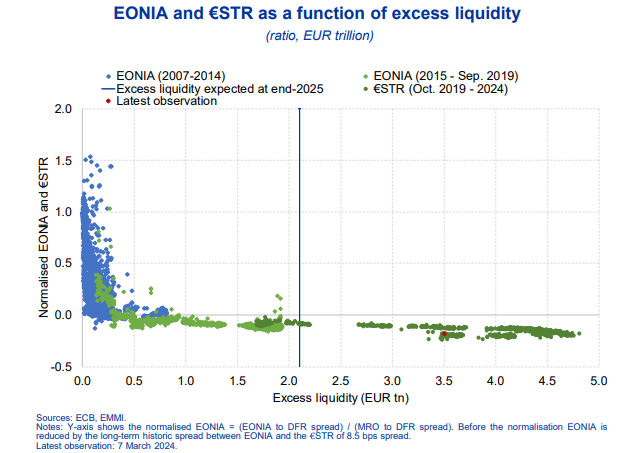 EONIA and €STR as a function of excess liquidity
(ratio, EUR trillion)
EONIA (2007-2014)
EONIA (2015 - Sep. 2019)
Excess liquidity expected at end-2025
€STR (Oct. 2019 - 2024)
Latest observation
Normalised EONIA and €STR
2.0
1.5
1.0
0.5
0.0
-0.5
0.0 0.5 1.0 1.5 2.0 2.5 3.0 3.5 4.0 4.5 5.0
Excess liquidity (EUR tn)
Sources: ECB, EMMI.
Notes: Y-axis shows the normalised EONIA = (EONIA to DFR spread) / (MRO to DFR spread). Before the normalisation EONIA is
reduced by the long-term historic spread between EONIA and the €STR of 8.5 bps spread.
Latest observation: 7 March 2024.